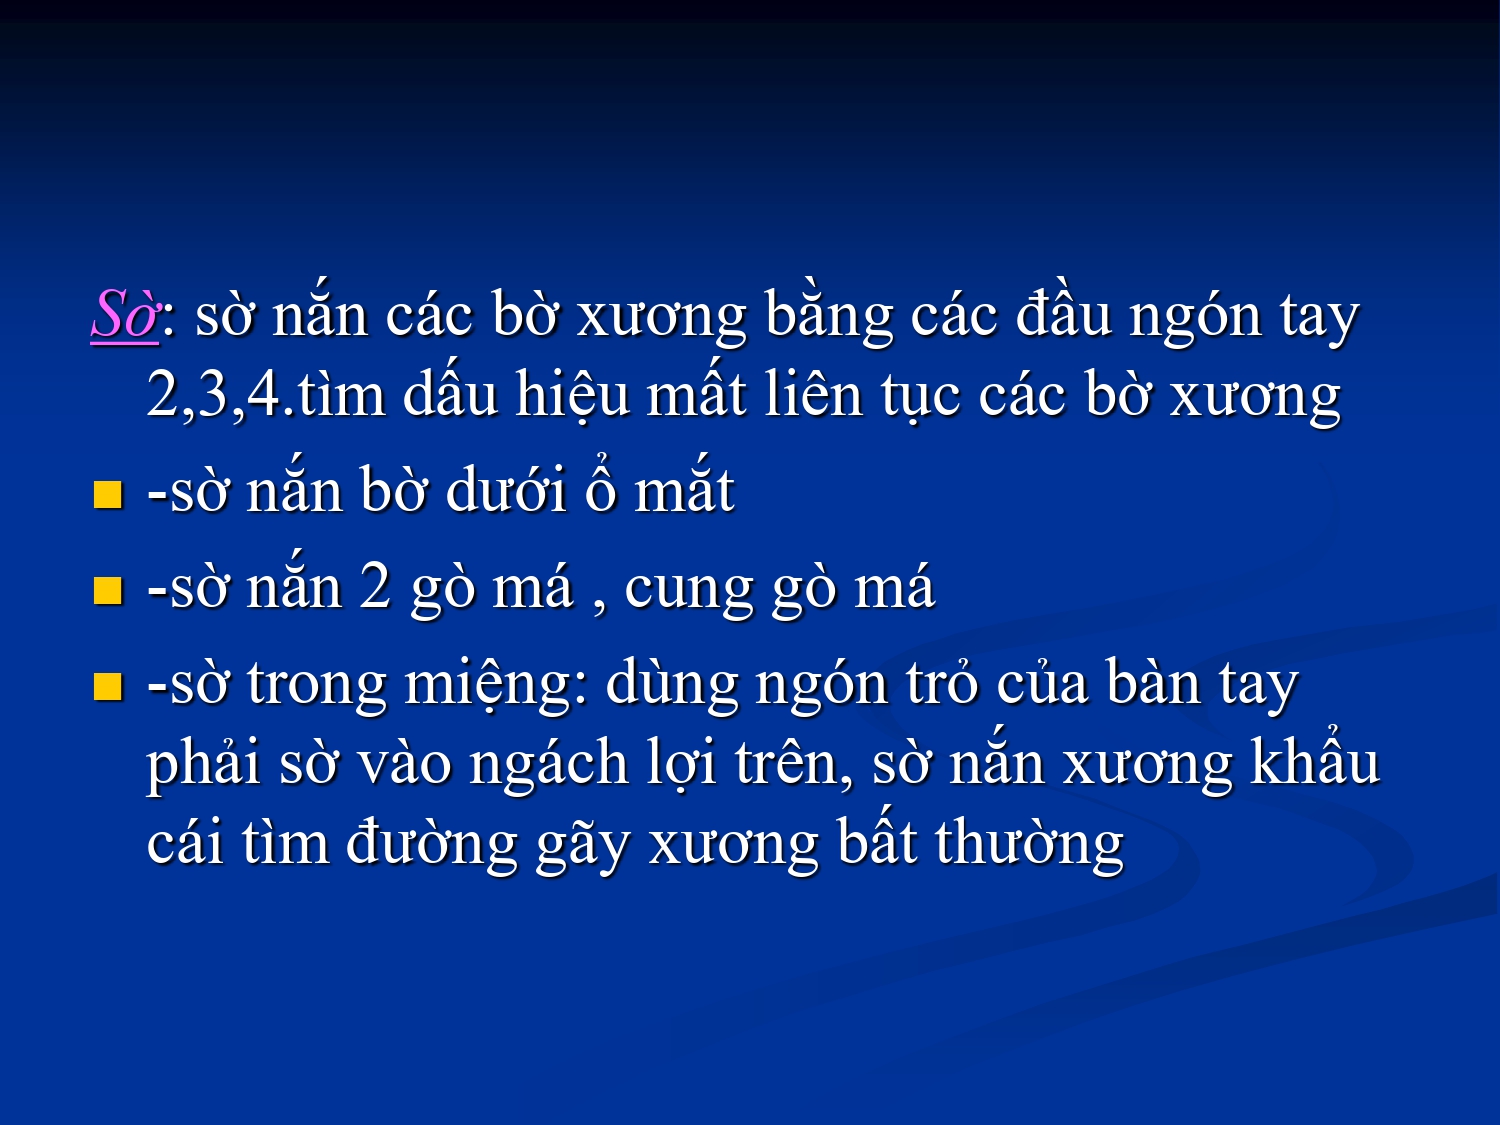 Sờ: sờ nắn các bờ xương bằng các đầu ngón tay
2,3,4.tìm dấu hiệu mất liên tục các bờ xương
-sờ nắn bờ dưới ổ mắt
-sờ nắn 2 gò má , cung gò má
-sờ trong miệng: dùng ngón trỏ của bàn tay
phải sờ vào ngách lợi trên, sờ nắn xương khẩu
cái tìm đường gãy xương bất thường